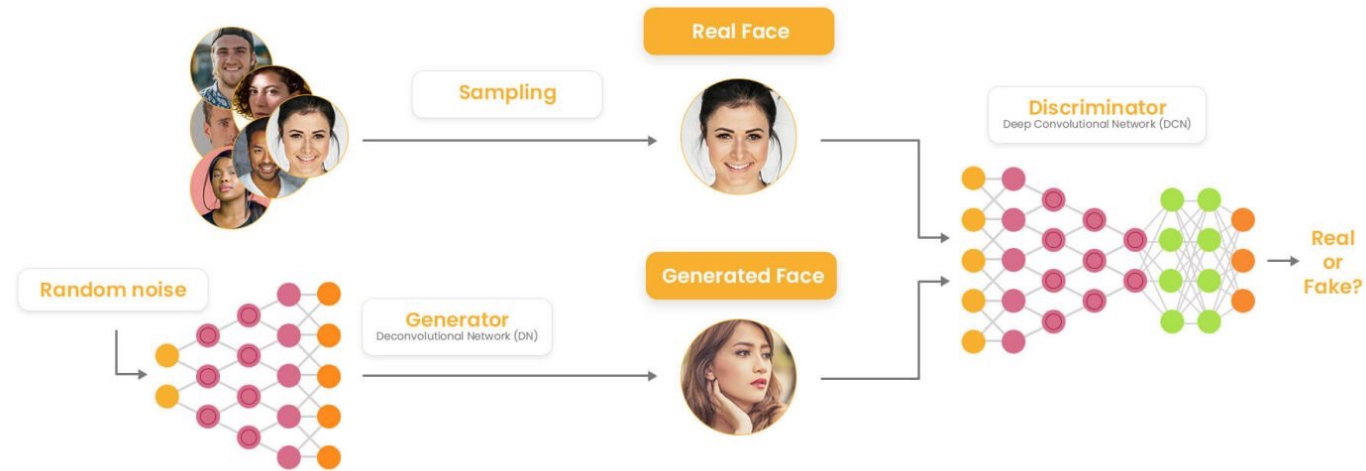 Real Face
Sampling
Discriminator
Deep Convolutional Network (DCN)
Real
or
Fake?
Random noise
Generator
Deconvolutional Network (DN)
Generated Face